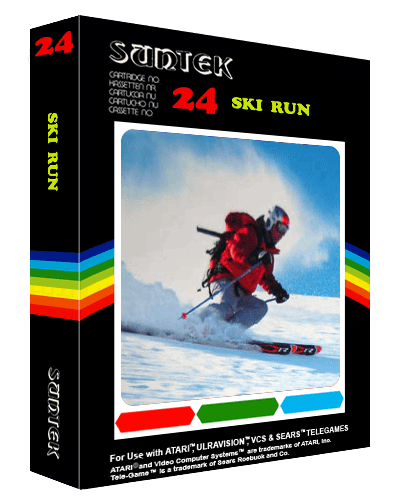 24
SKI RUN
SUNTEK
SUNTEK
CARTRIDGE NO
KASSETTEN NR
CARTUCCIA NU
CARTUCHO NU
CASSETTE NO
24 SKI RUN
For Use with ATARI™, ULRAVISION™, VCS & SEARS™ TELEGAMES
ATARI® and Video Computer Systems™ are trademarks of ATARI, Inc.
Tele-Game™ is a trademark of Sears Roebuck and Co.